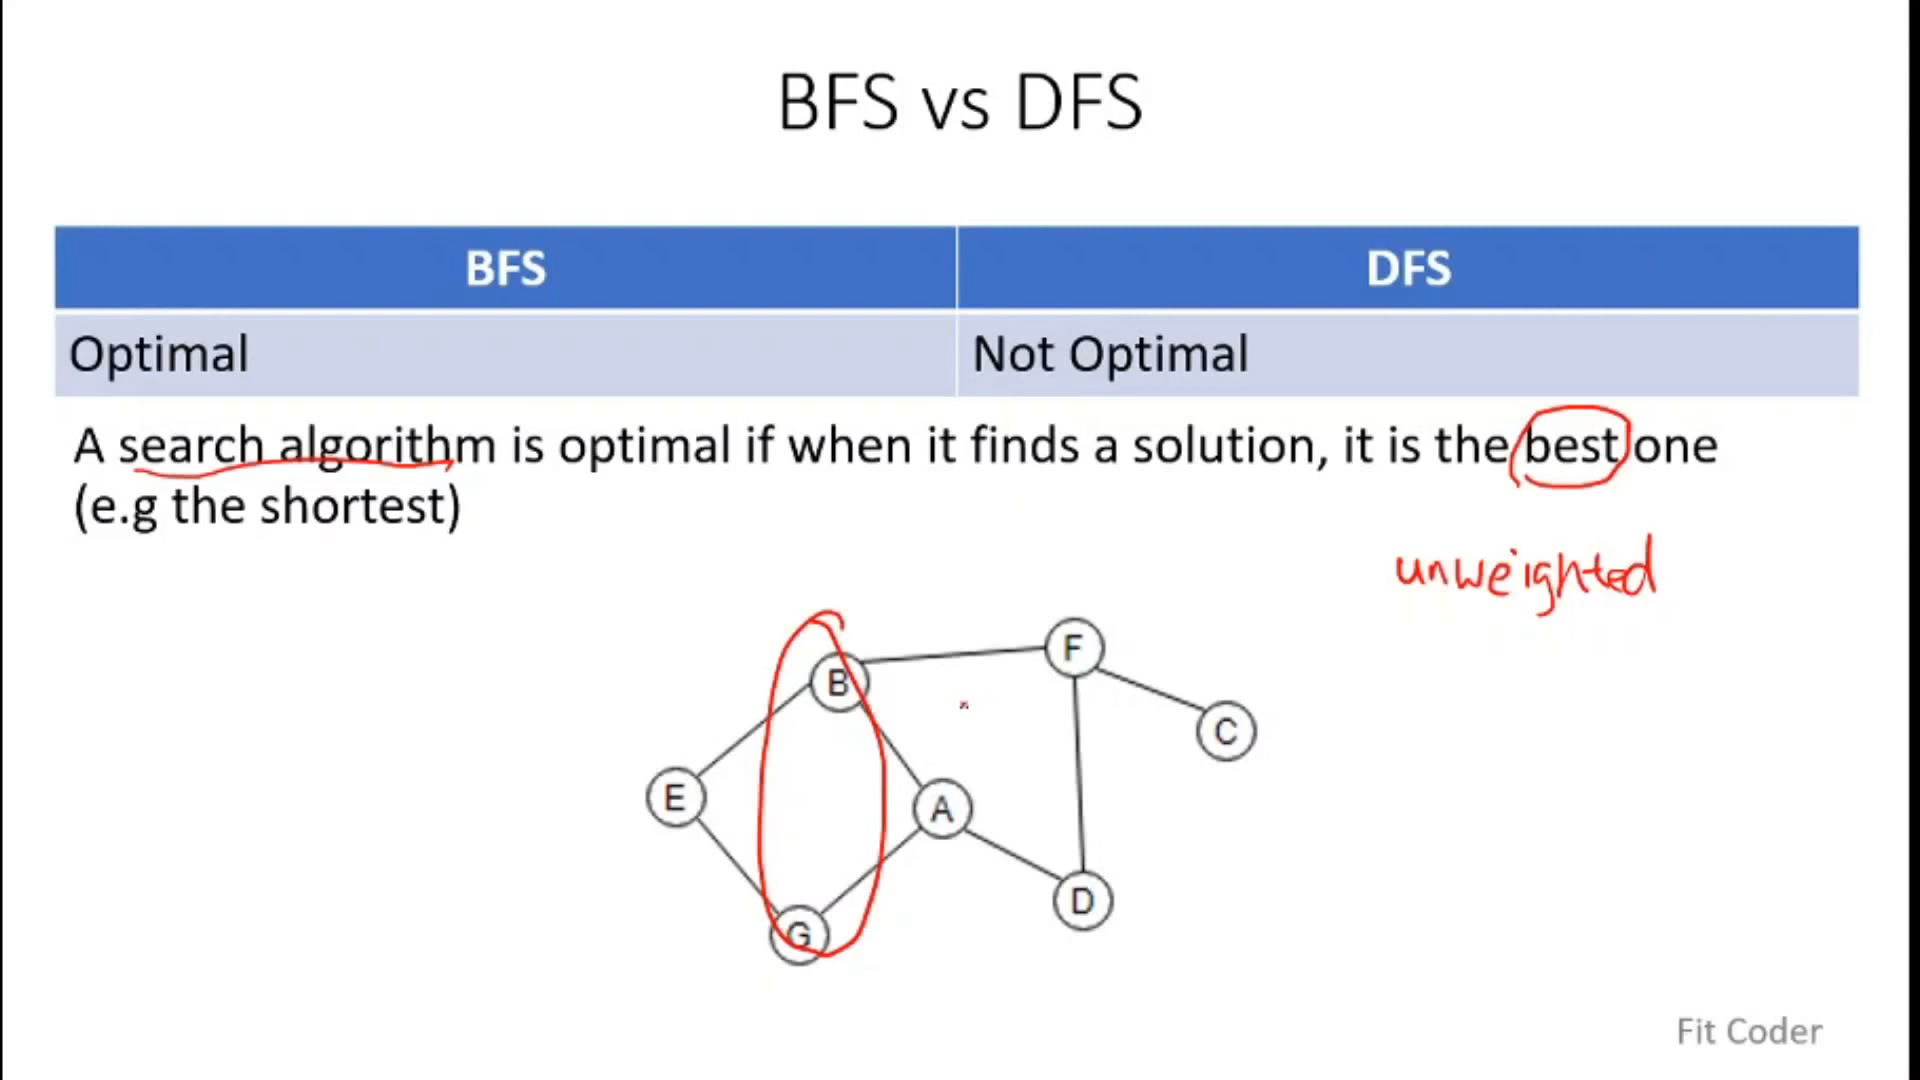 BFS vs DFS
BFS DFS
Optimal Not Optimal
A search algorithm is optimal if when it finds a solution, it is the best one
(e.g the shortest)
unweighted
F
B
C
E
A
D
G
Fit Coder